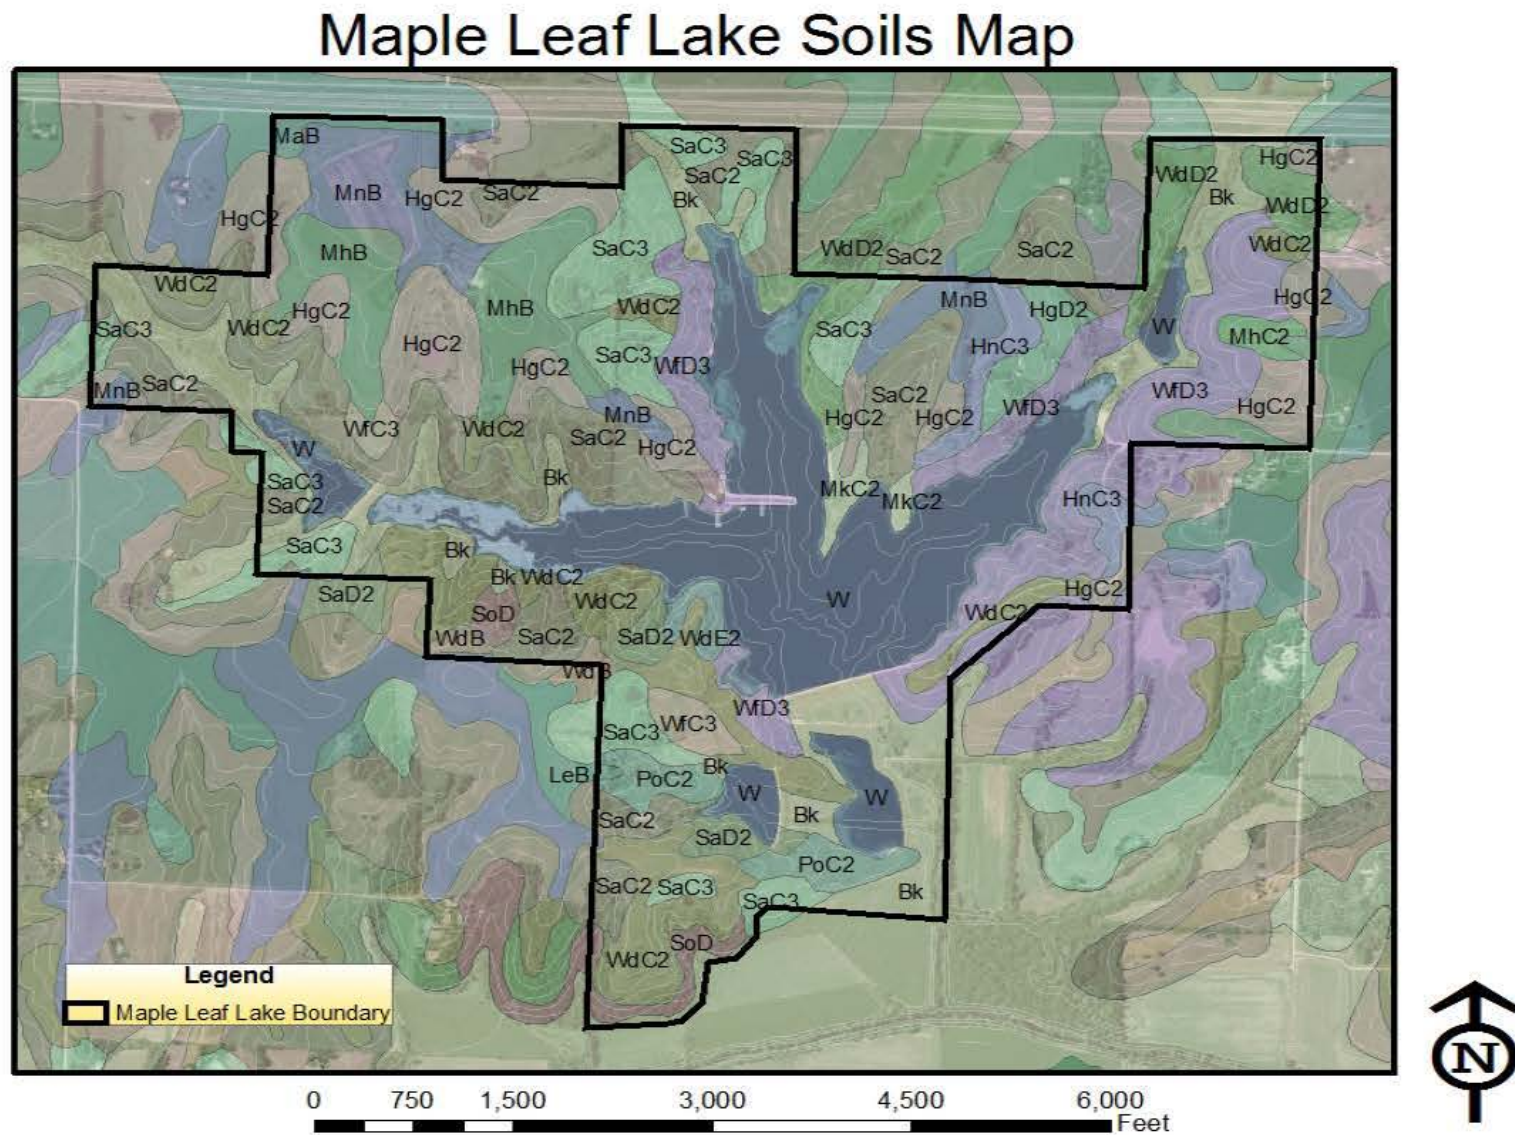 Maple Leaf Lake Soils Map
MaB
SaC3
SaC3
HgC2
MnB
HgC2
SaC2
SaC2
WdD2
Bk
Bk
WdD2
HgC2
MhB
SaC3
WdD2
SaC2
SaC2
WdC2
WdC2
HgC2
MhB
WdC2
MnB
HgD2
HgC2
SaC3
WdC2
SaC3
W
MhC2
HgC2
SaC3
WfD3
HnC3
HgC2
MnB
SaC2
SaC2
WfD3
WfD3
HgC2
WfC3
WdC2
MnB
SaC2
HgC2
HgC2
HgC2
W
SaC3
SaC2
Bk
MkC2
MkC2
HnC3
SaC3
Bk
Bk
WdC2
SaD2
WdC2
W
HgC2
SoD
WdC2
WdB
SaC2
SaD2
WdE2
WdB
WfD3
SaC3
WfC3
LeB
PoC2
Bk
W
W
SaC2
Bk
SaD2
PoC2
SaC2
SaC3
SaC3
Bk
SoD
WdC2
Legend
Maple Leaf Lake Boundary
N
0 750 1,500 3,000 4,500 6,000
Feet